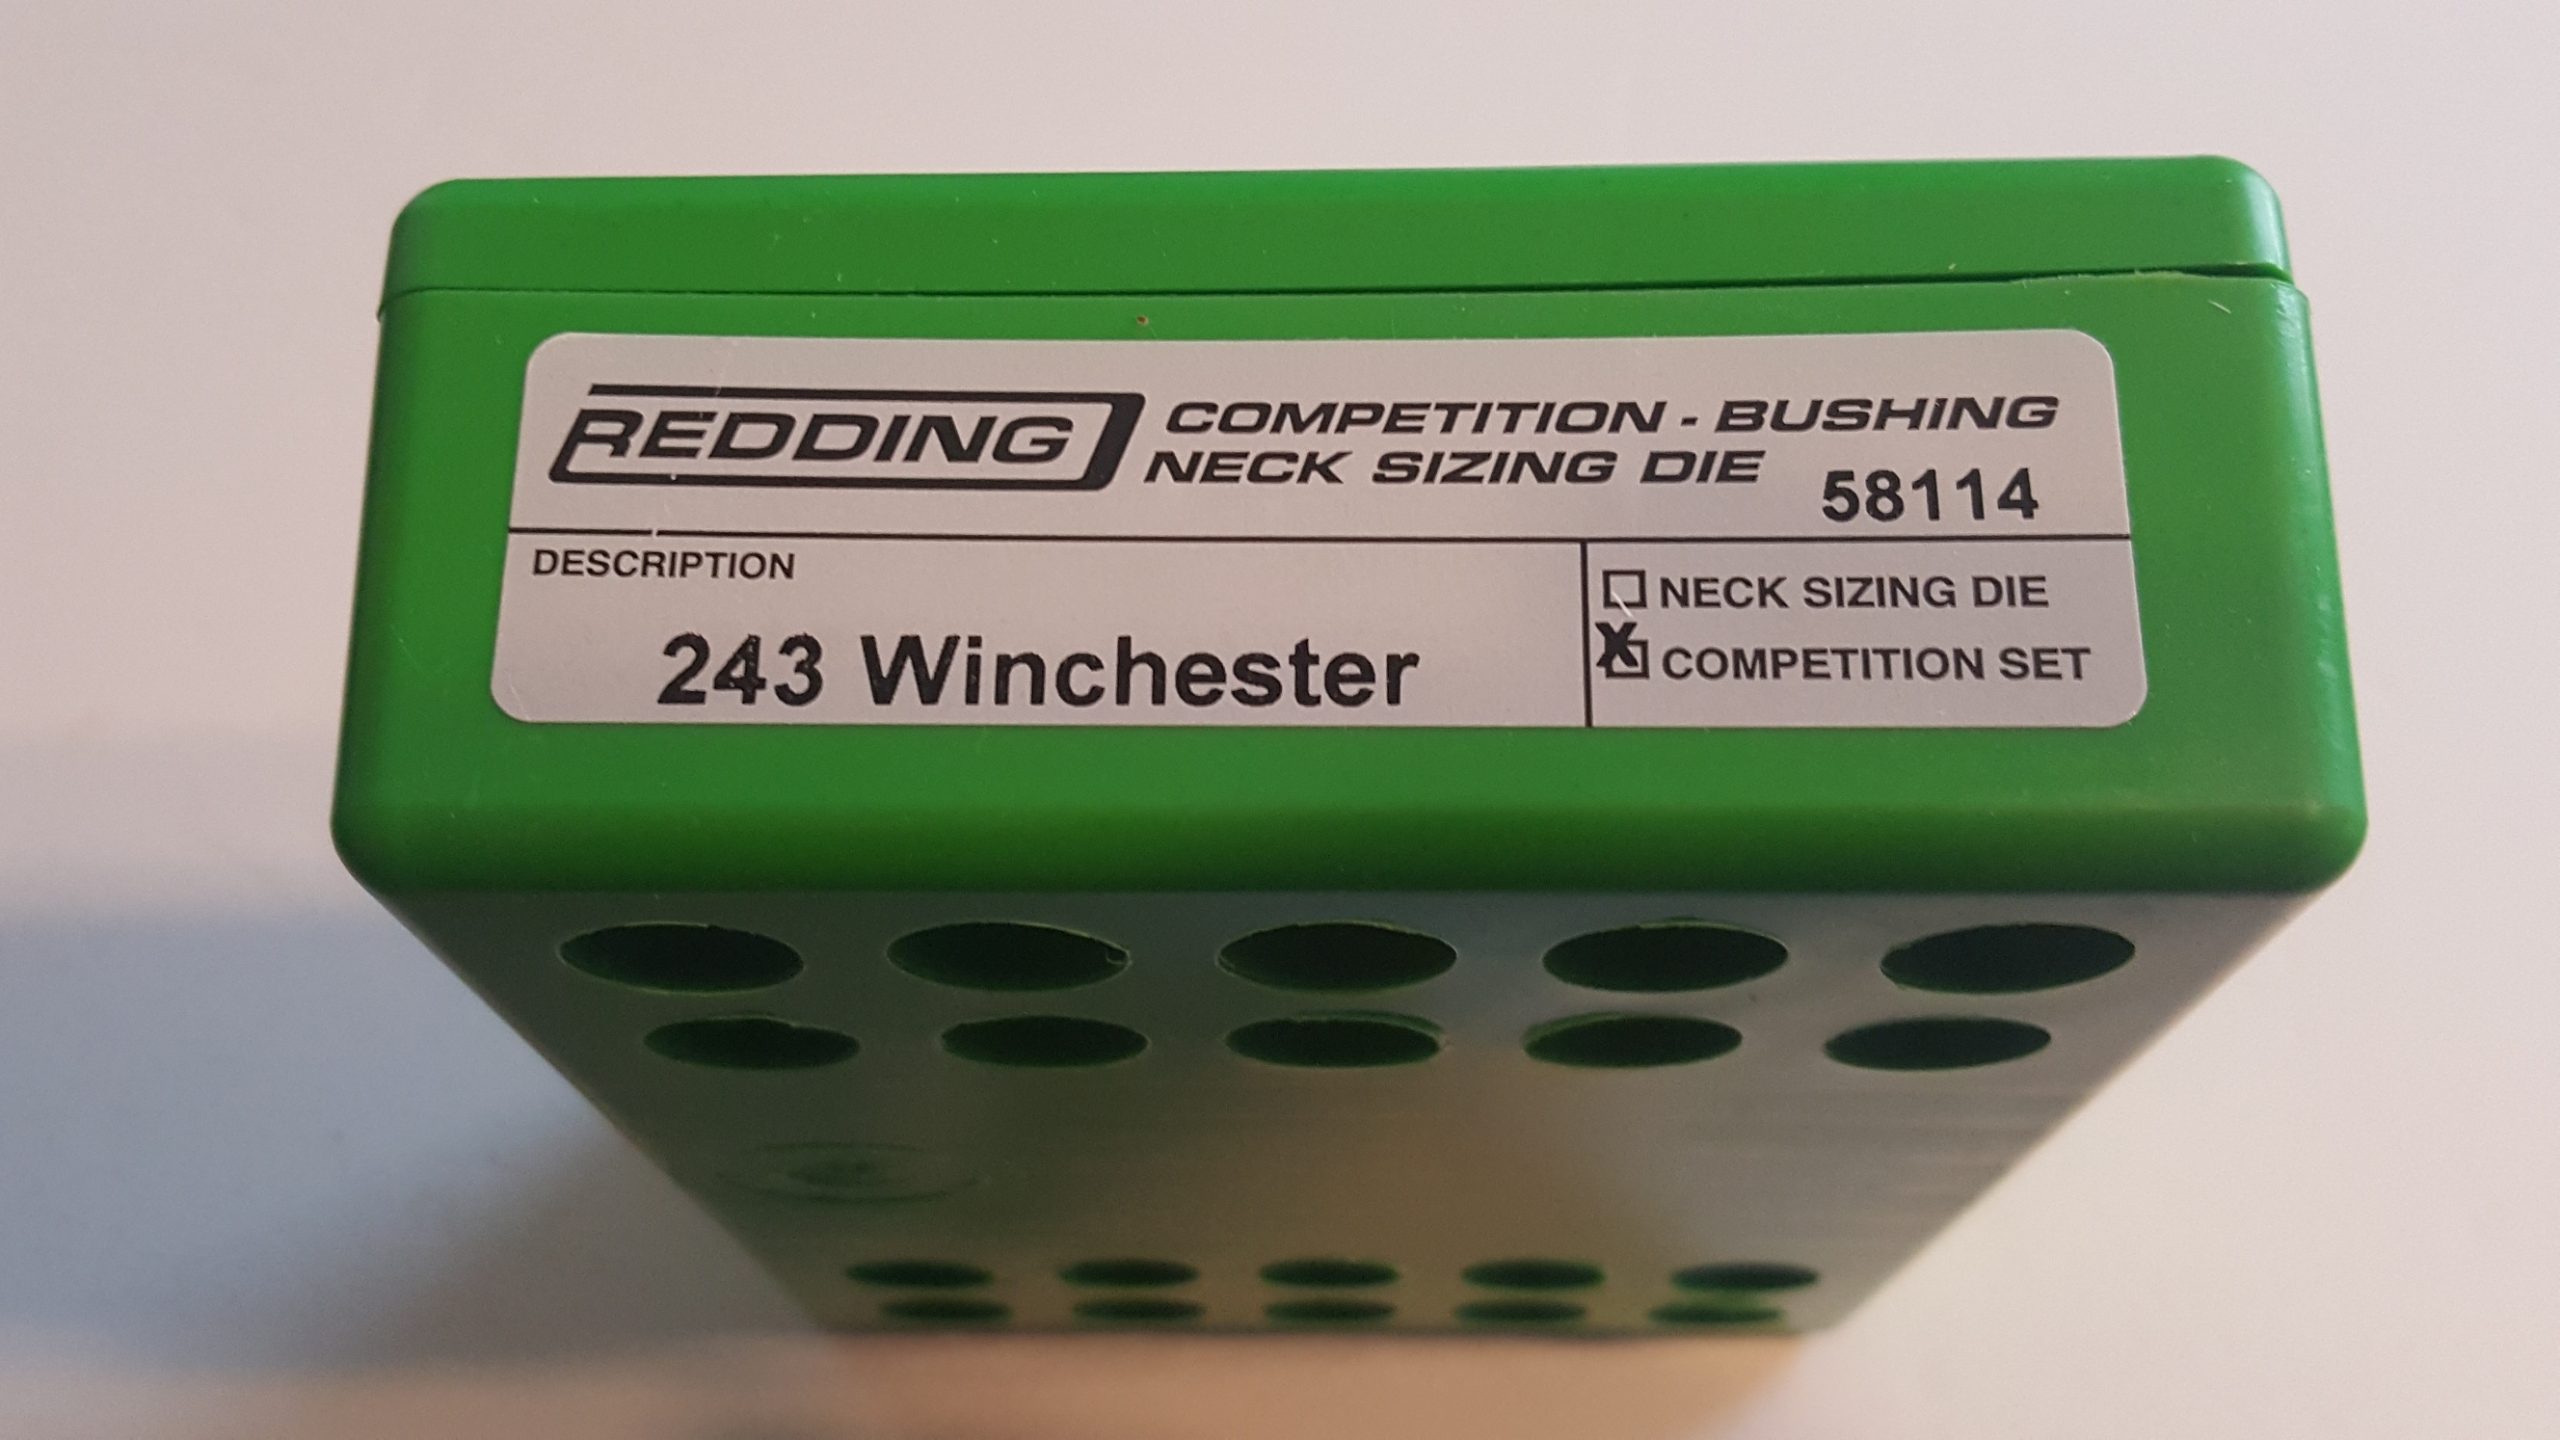 REDDING COMPETITION - BUSHING
NECK SIZING DIE 58114
DESCRIPTION
243 Winchester
NECK SIZING DIE
X COMPETITION SET